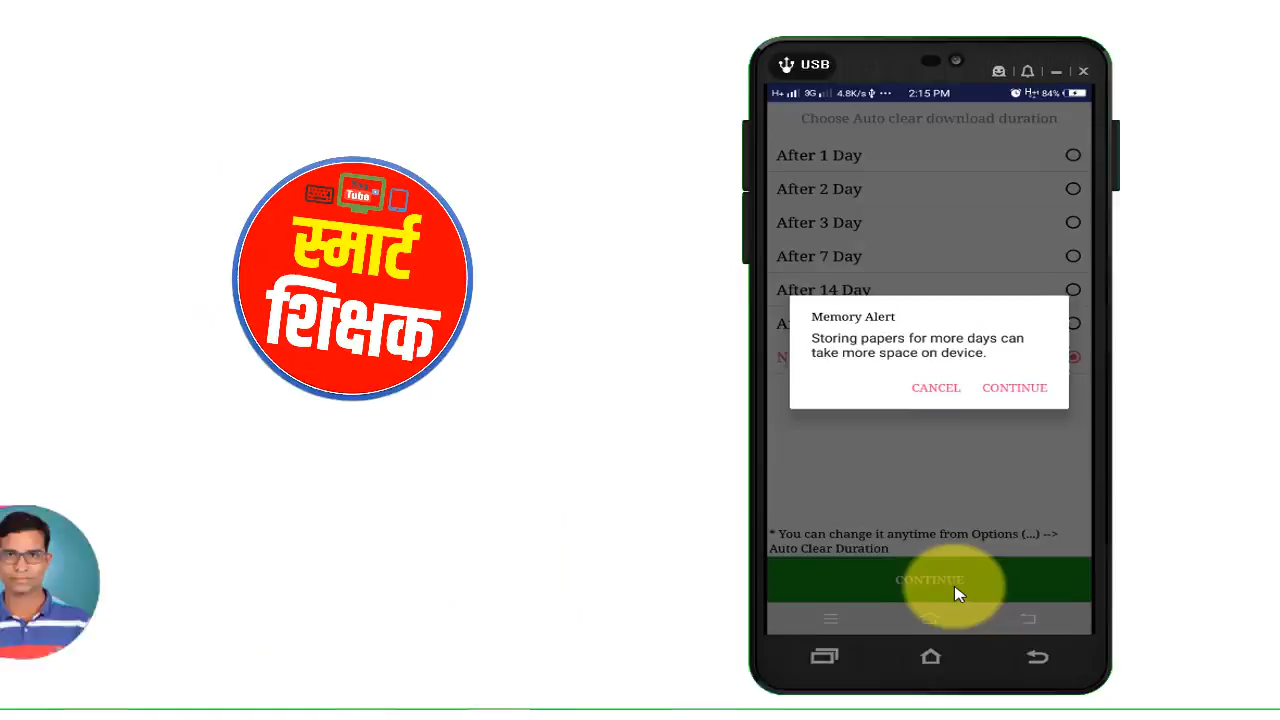 Tube
स्मार्ट
शिक्षक
USB
H+ 3G 4.8K/s ... 2:15 PM H+ 84%
Choose Auto clear download duration
After 1 Day
After 2 Day
After 3 Day
After 7 Day
After 14 Day
Memory Alert
Storing papers for more days can
take more space on device.
CANCEL CONTINUE
* You can change it anytime from Options (...) -->
Auto Clear Duration
CONTINUE